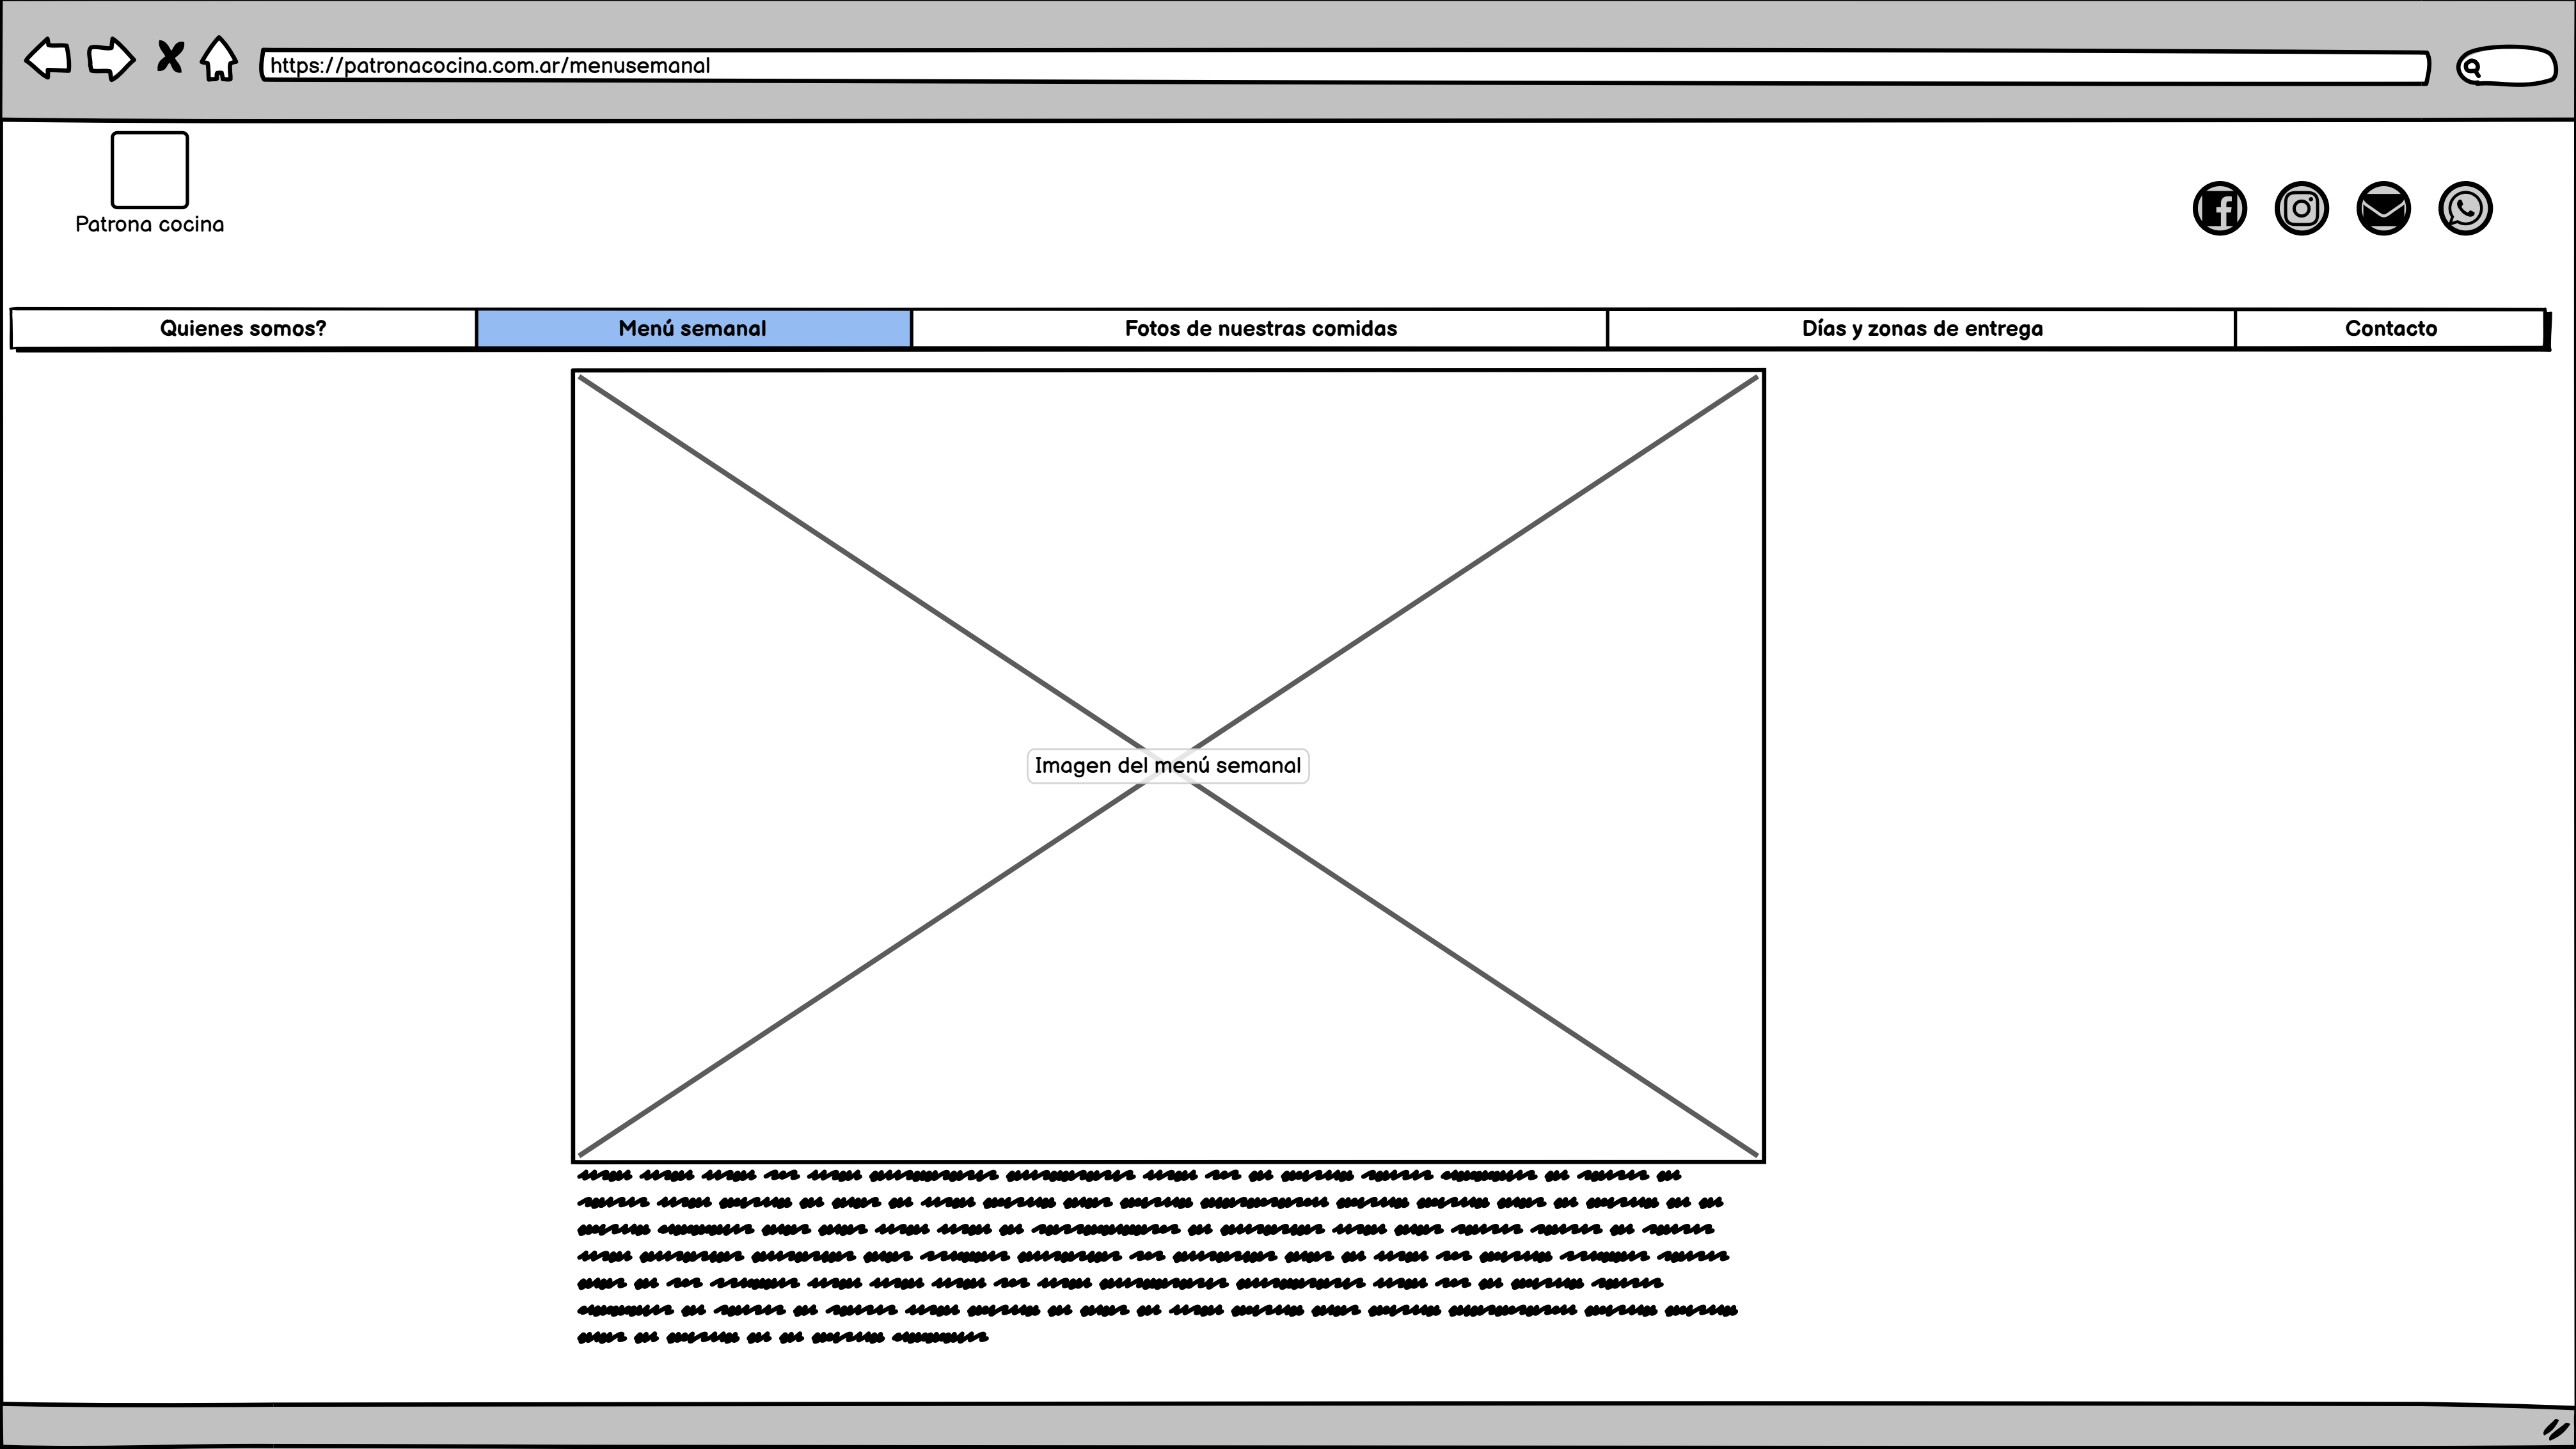 https://patronacocina.com.ar/menusemanal
Patrona cocina
Quienes somos?
Menú semanal
Fotos de nuestras comidas
Días y zonas de entrega
Contacto
Imagen del menú semanal